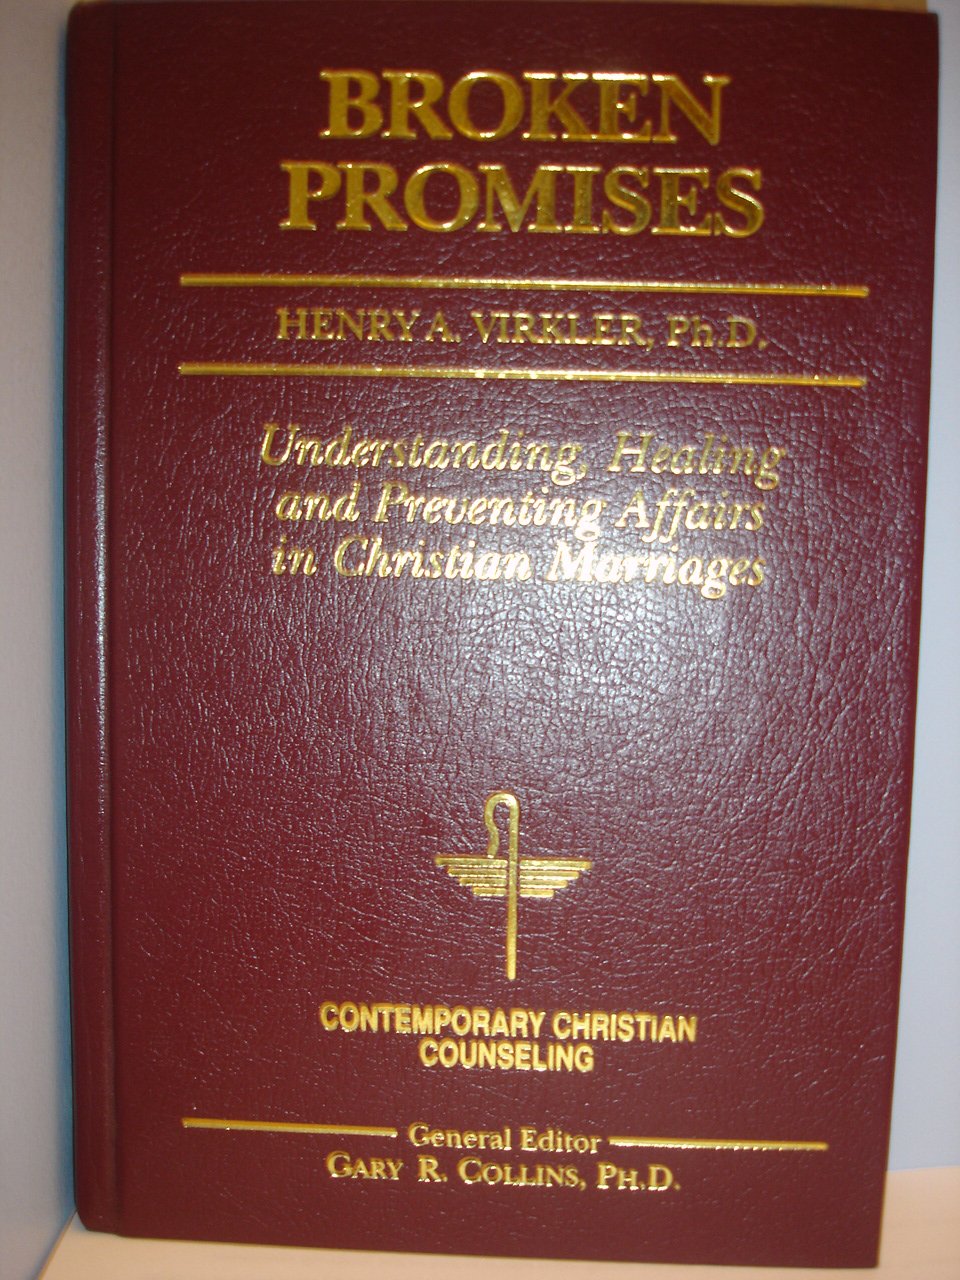 BROKEN
PROMISES
HENRY A. VIRKLER, Ph.D.
Understanding, Healing
and Preventing Affairs
in Christian Marriages
CONTEMPORARY CHRISTIAN
COUNSELING
General Editor
GARY R. COLLINS, PH.D.